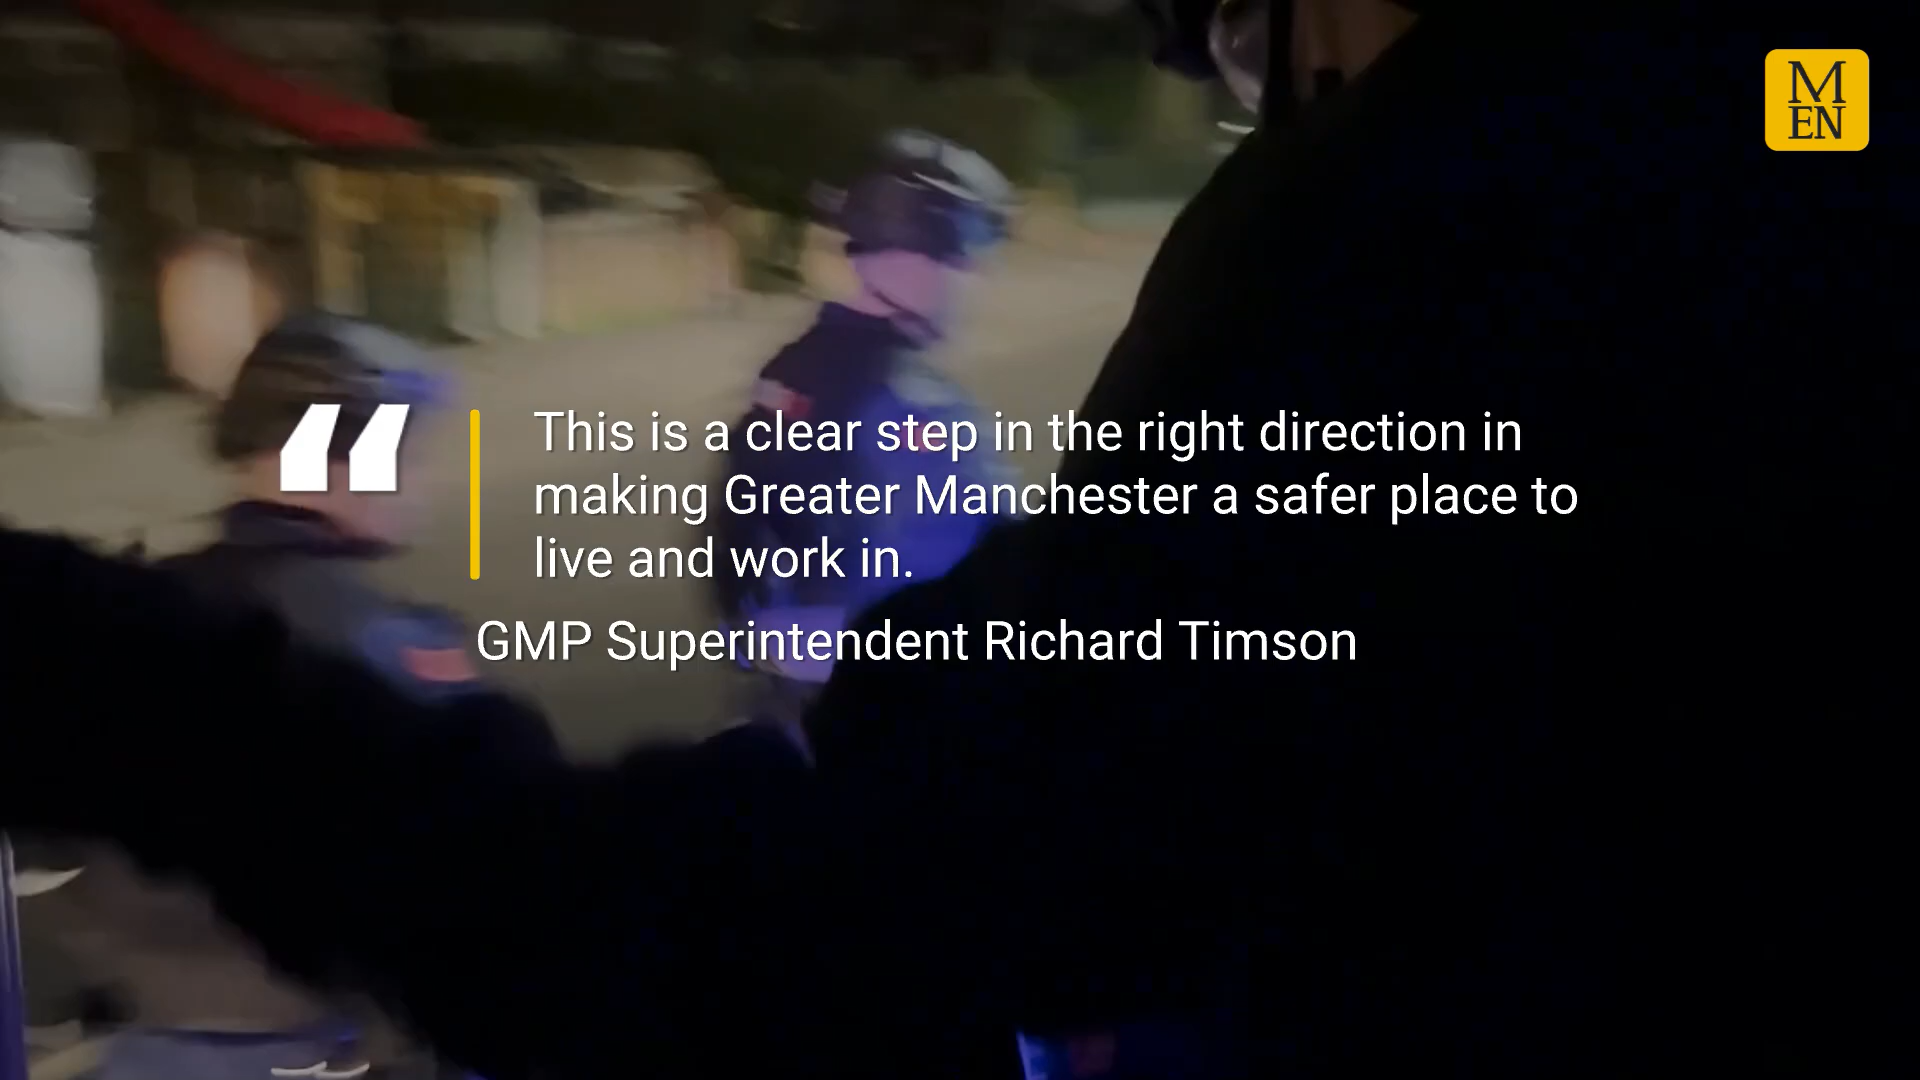 M
EN
“
This is a clear step in the right direction in
making Greater Manchester a safer place to
live and work in.
GMP Superintendent Richard Timson